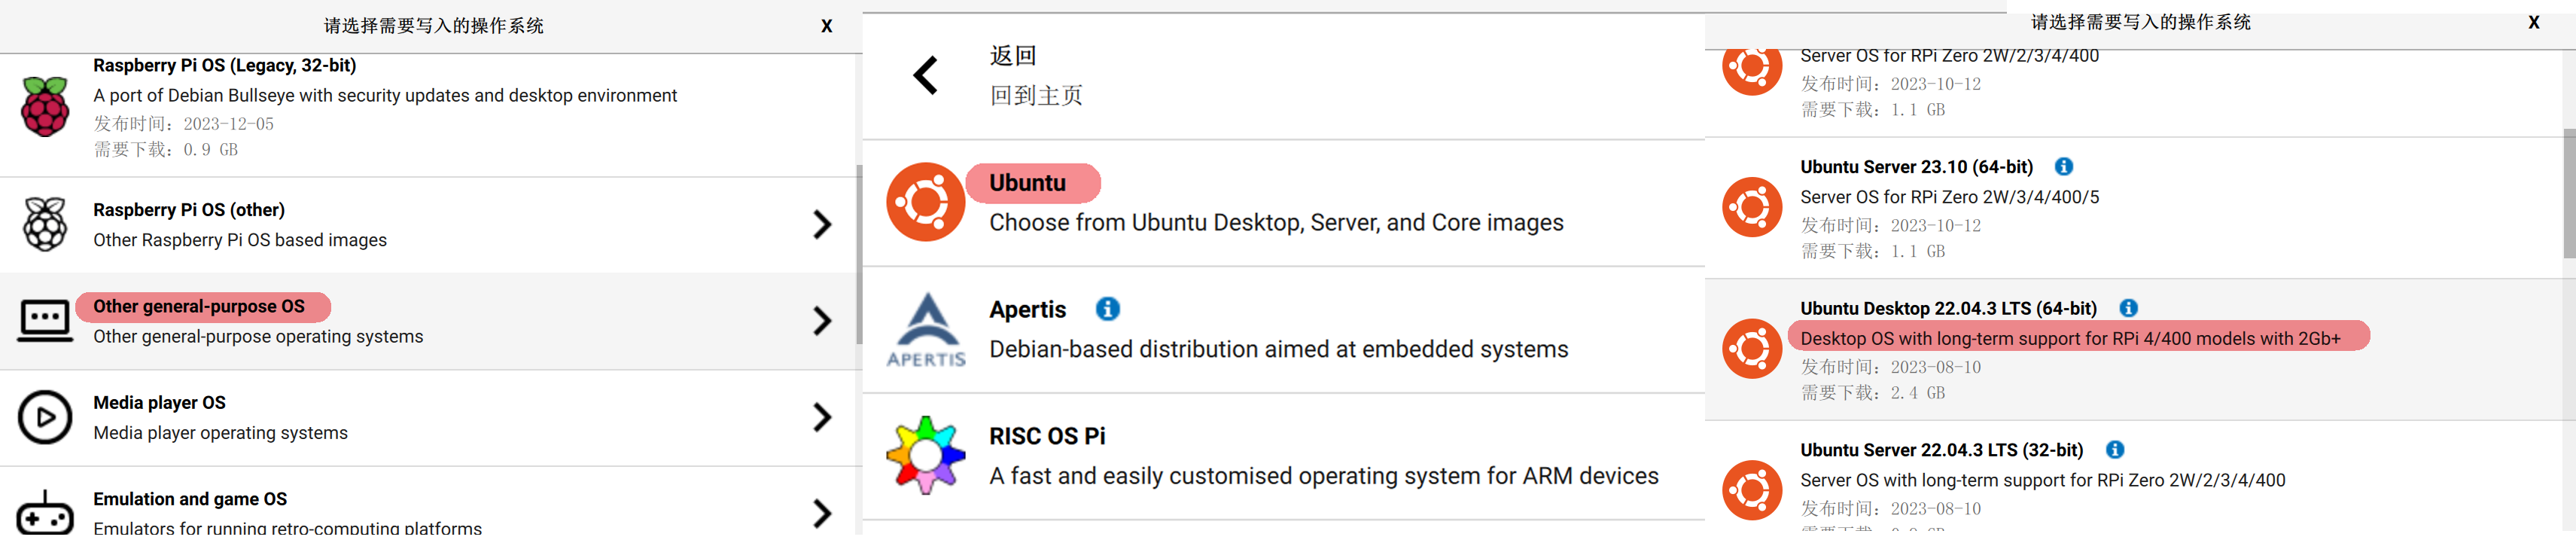 请选择需要写入的操作系统
X
Raspberry Pi OS (Legacy, 32-bit)
A port of Debian Bullseye with security updates and desktop environment
发布时间：2023-12-05
需要下载：0.9 GB
Raspberry Pi OS (other)
Other Raspberry Pi OS based images
Other general-purpose OS
Other general-purpose operating systems
Media player OS
Media player operating systems
Emulation and game OS
Emulators for running retro-computing platforms
返回
回到主页
Ubuntu
Choose from Ubuntu Desktop, Server, and Core images
APERTIS
Apertis
Debian-based distribution aimed at embedded systems
RISC OS Pi
A fast and easily customised operating system for ARM devices
请选择需要写入的操作系统
X
Server OS for RPi Zero 2W/2/3/4/400
发布时间：2023-10-12
需要下载：1.1 GB
Ubuntu Server 23.10 (64-bit)
Server OS for RPi Zero 2W/3/4/400/5
发布时间：2023-10-12
需要下载：1.1 GB
Ubuntu Desktop 22.04.3 LTS (64-bit)
Desktop OS with long-term support for RPi 4/400 models with 2Gb+
发布时间：2023-08-10
需要下载：2.4 GB
Ubuntu Server 22.04.3 LTS (32-bit)
Server OS with long-term support for RPi Zero 2W/2/3/4/400
发布时间：2023-08-10
需要下载：